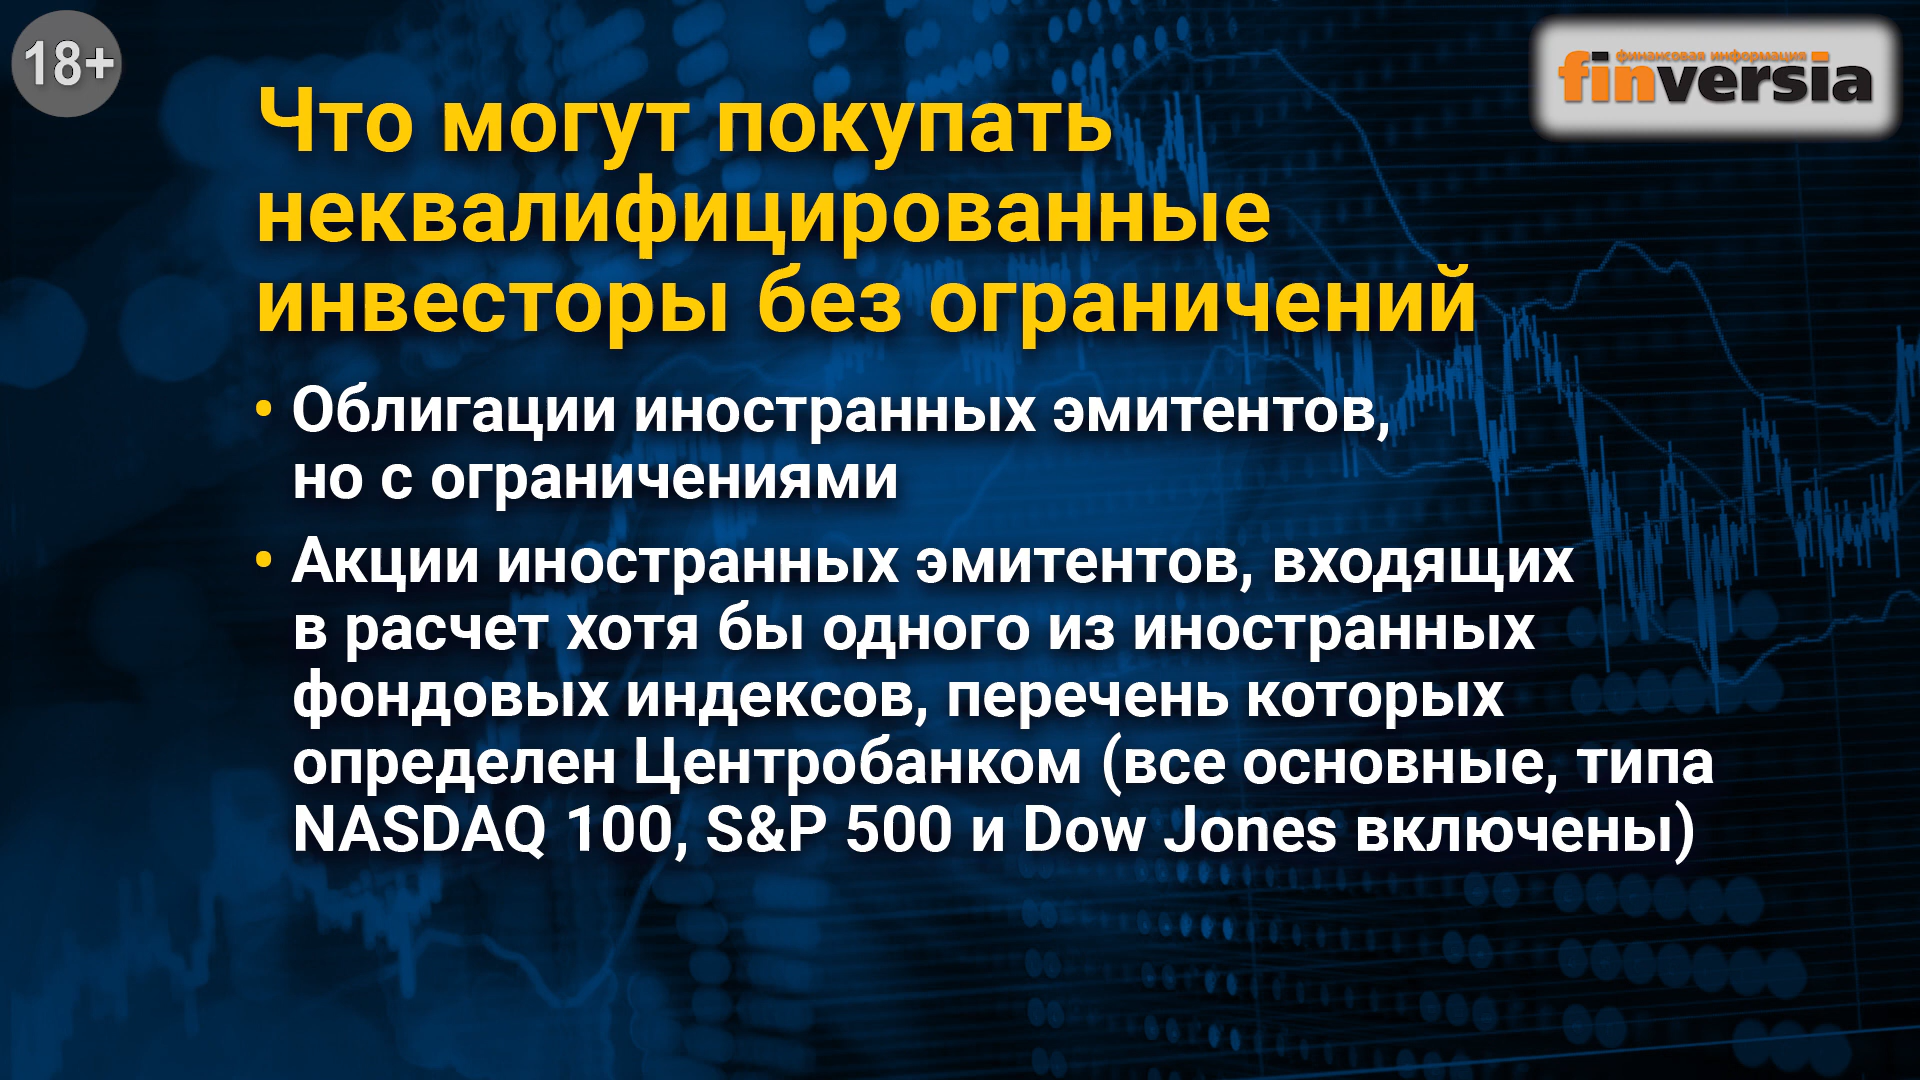 18+
финансовая информация
finversia
Что могут покупать
неквалифицированные
инвесторы без ограничений
• Облигации иностранных эмитентов,
но с ограничениями
• Акции иностранных эмитентов, входящих
в расчет хотя бы одного из иностранных
фондовых индексов, перечень которых
определен Центробанком (все основные, типа
NASDAQ 100, S&P 500 и Dow Jones включены)